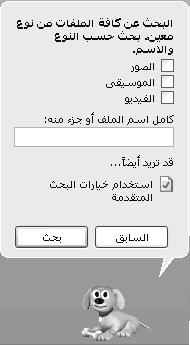 البحث عن كافة الملفات من نوع
معين. بحث حسب النوع
والاسم.
الصور
الموسيقى
الفيديو
كامل اسم الملف أو جزء منه:
قد تريد أيضاً...
استخدام خيارات البحث
المتقدمة
السابق
بحث